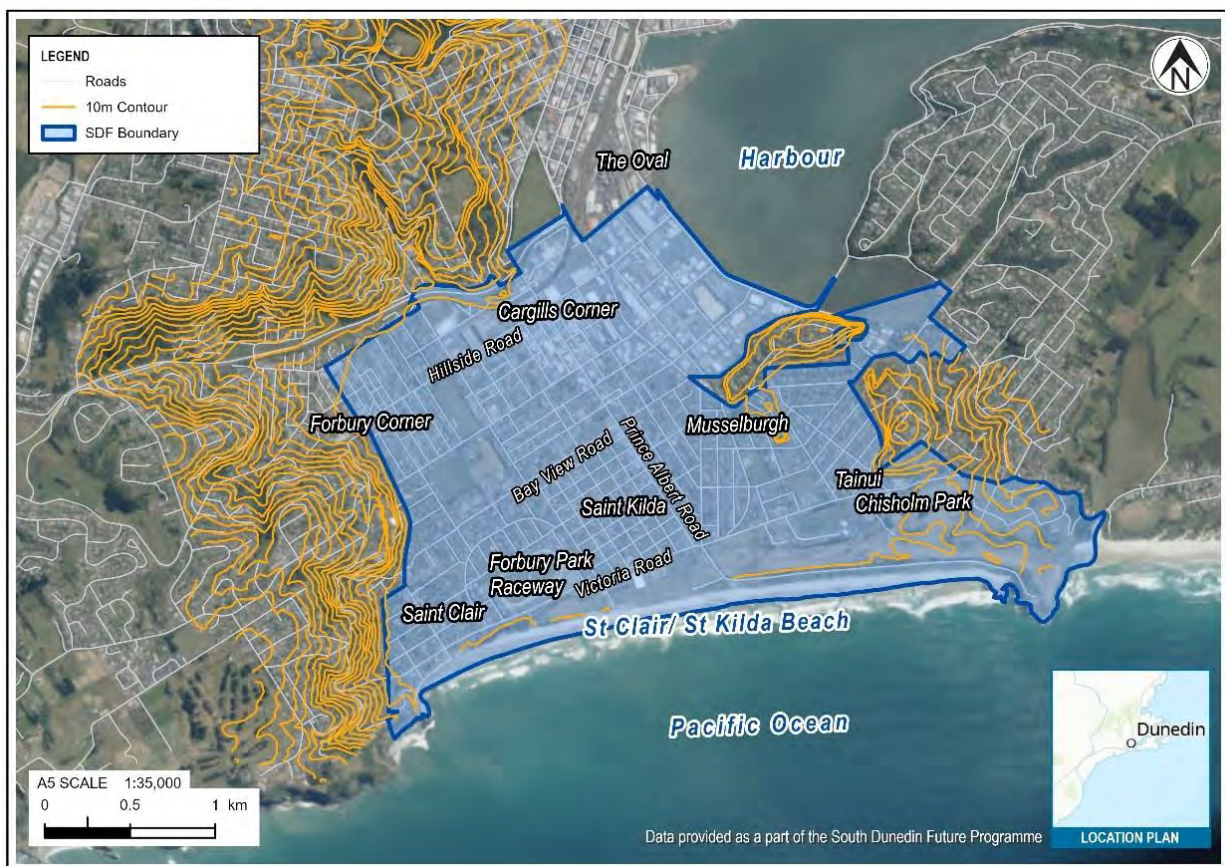 LEGEND
Roads
10m Contour
SDF Boundary
N
The Oval
Harbour
Cargills Corner
Hillside Road
Forbury Corner
Musselburgh
Prince Albert Road
Bay View Road
Tainui
Chisholm Park
Saint Kilda
Forbury Park
Raceway
Victoria Road
Saint Clair
St Clair/ St Kilda Beach
Pacific Ocean
Dunedin
A5 SCALE 1:35,000
0 0.5 1 km
Data provided as a part of the South Dunedin Future Programme
LOCATION PLAN